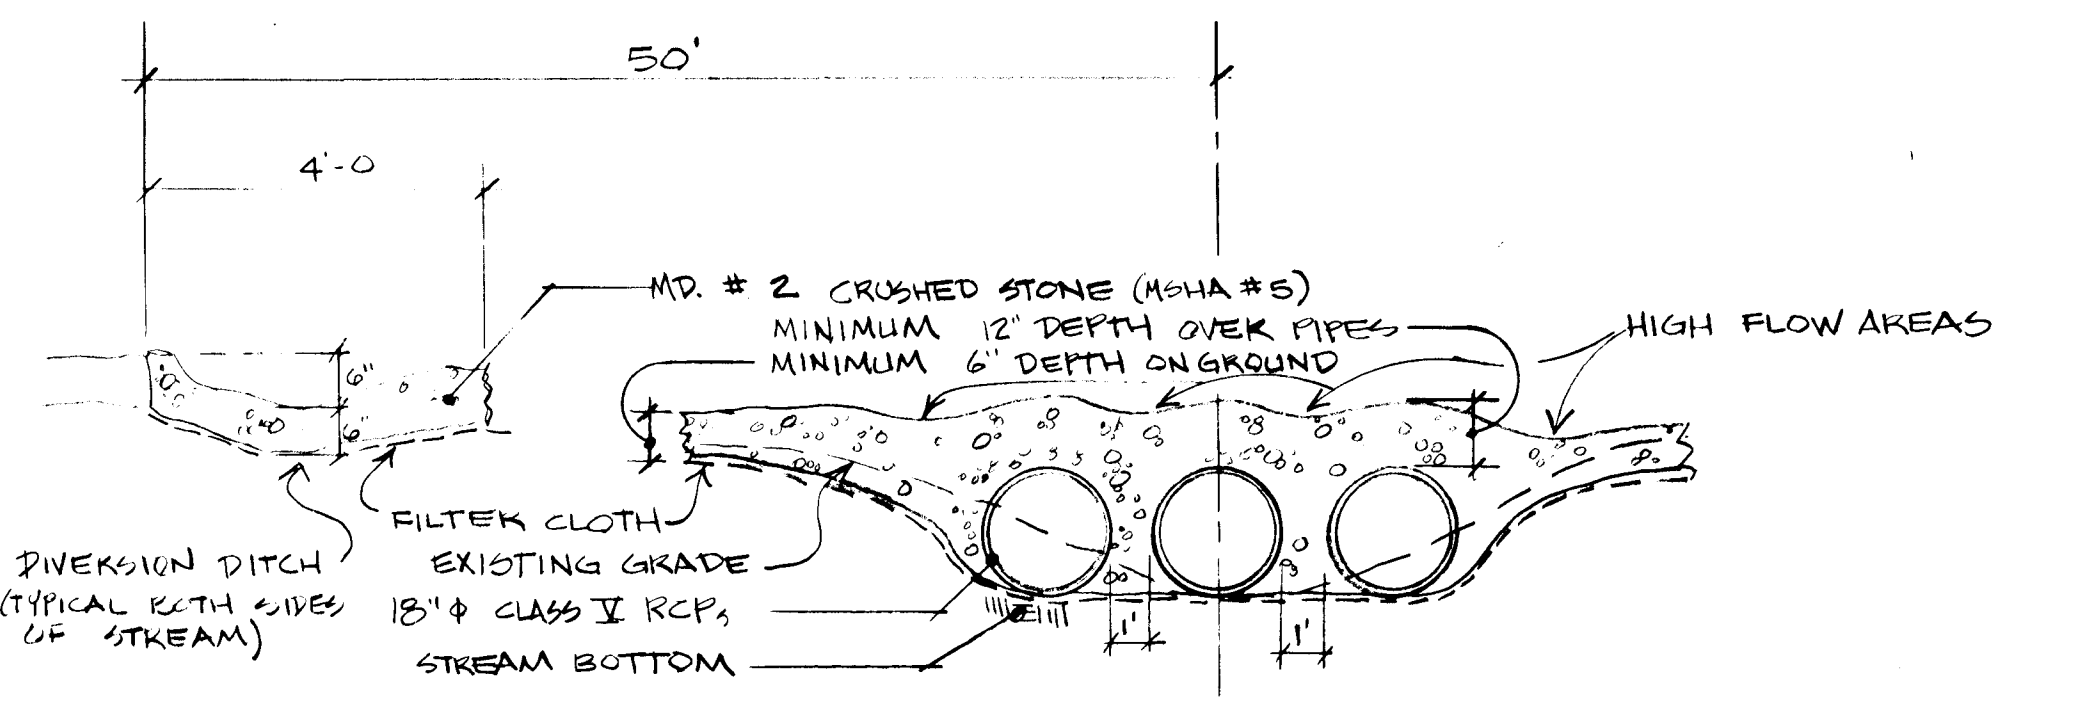 50'
4'-0
MD. # 2 CRUSHED STONE (MSHA #5)
MINIMUM 12" DEPTH OVER PIPES
MINIMUM 6" DEPTH ON GROUND
HIGH FLOW AREAS
6"
6"
FILTER CLOTH
EXISTING GRADE
DIVERSION DITCH
(TYPICAL BOTH SIDES
OF STREAM)
18"ϕ CLASS V RCPs
STREAM BOTTOM
1'
1'